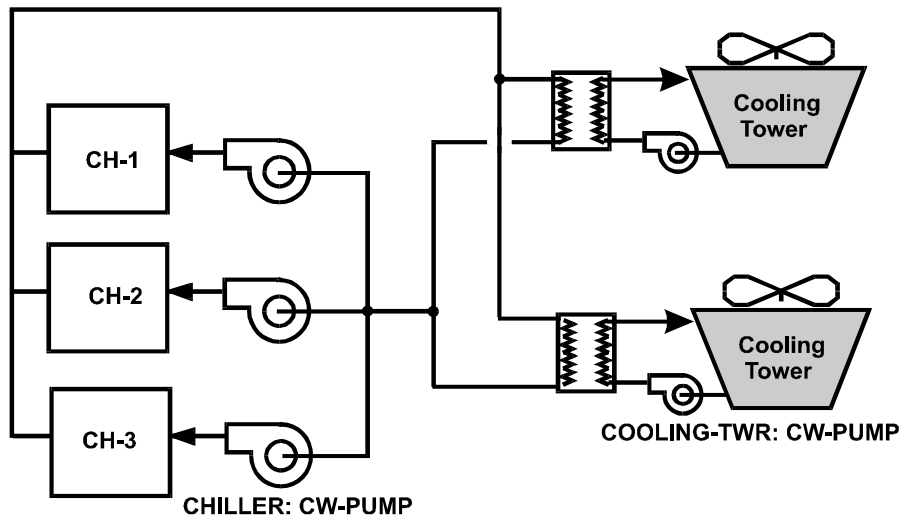 Cooling
Tower
CH-1
CH-2
Cooling
Tower
CH-3
COOLING-TWR: CW-PUMP
CHILLER: CW-PUMP